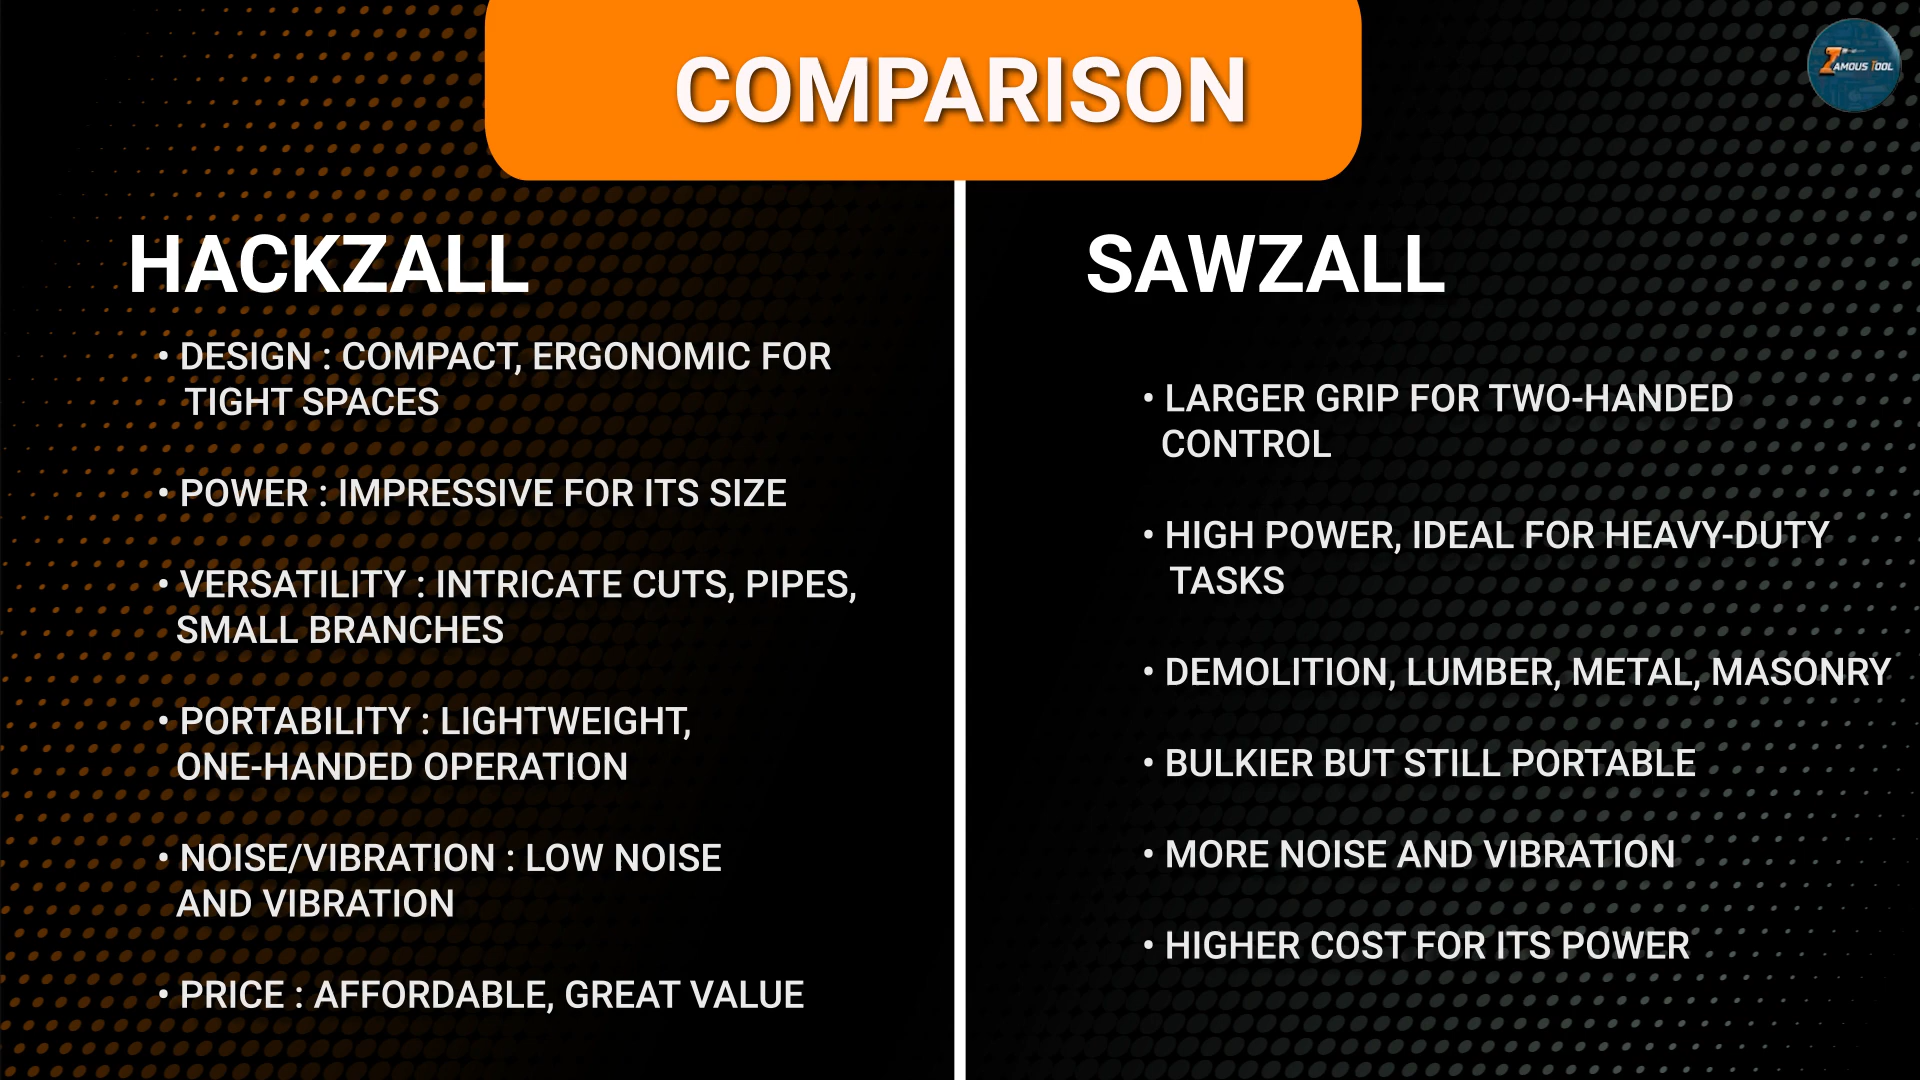 COMPARISON
ZAMOUS TOOL
HACKZALL
• DESIGN : COMPACT, ERGONOMIC FOR
TIGHT SPACES
• POWER : IMPRESSIVE FOR ITS SIZE
• VERSATILITY : INTRICATE CUTS, PIPES,
SMALL BRANCHES
• PORTABILITY : LIGHTWEIGHT,
ONE-HANDED OPERATION
• NOISE/VIBRATION : LOW NOISE
AND VIBRATION
• PRICE : AFFORDABLE, GREAT VALUE
SAWZALL
• LARGER GRIP FOR TWO-HANDED
CONTROL
• HIGH POWER, IDEAL FOR HEAVY-DUTY
TASKS
• DEMOLITION, LUMBER, METAL, MASONRY
• BULKIER BUT STILL PORTABLE
• MORE NOISE AND VIBRATION
• HIGHER COST FOR ITS POWER